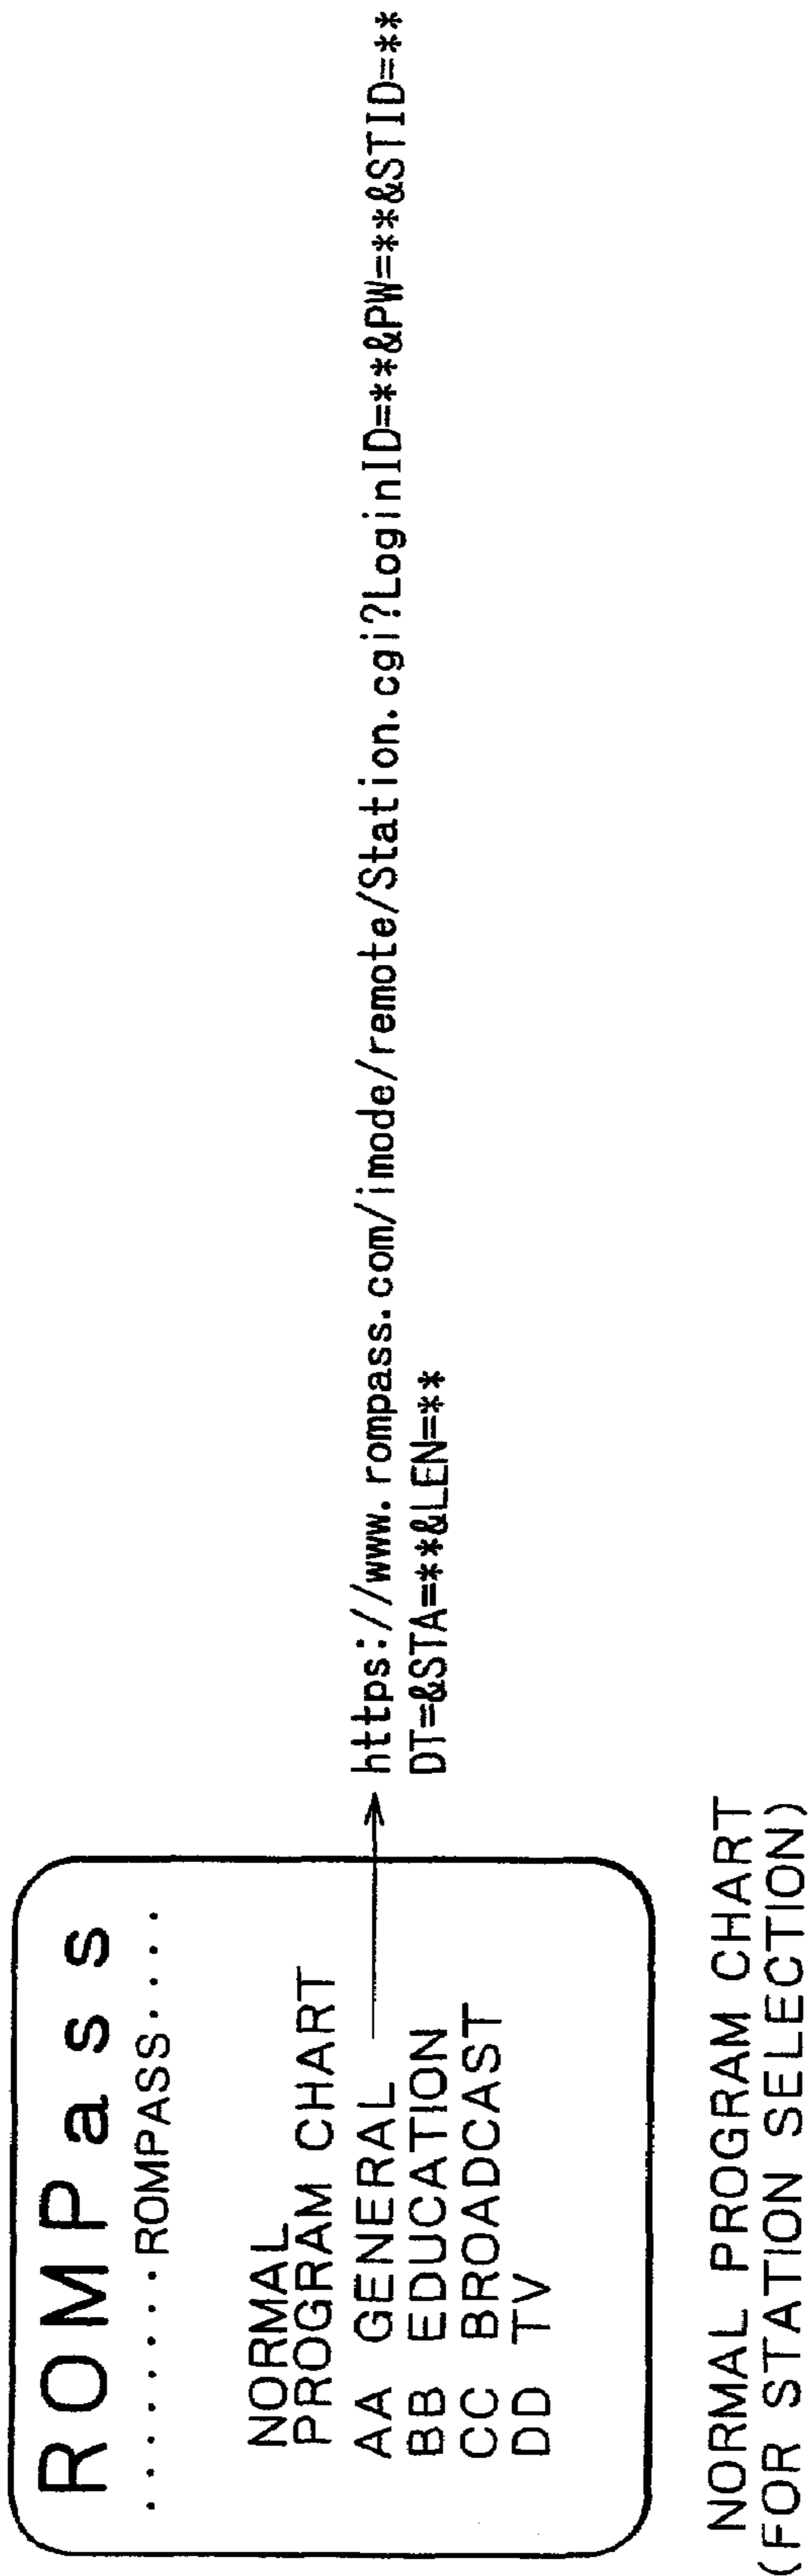 ROMPass
........ROMPASS....
NORMAL
PROGRAM CHART
AA GENERAL
BB EDUCATION
CC BROADCAST
DD TV
https://www.rompass.com/imode/remote/Station.cgi?LoginID=**&PW=**&STID=**
DT=&STA=**&LEN=**
NORMAL PROGRAM CHART
(FOR STATION SELECTION)